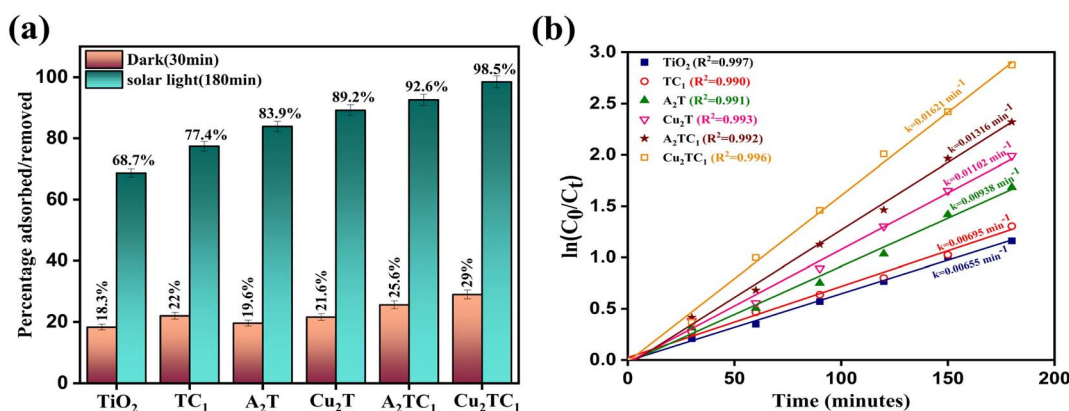 (a)
Percentage adsorbed/removed
100
80
60
40
20
0
Dark(30min)
solar light(180min)
68.7%
77.4%
83.9%
89.2%
92.6%
98.5%
18.3%
22%
19.6%
21.6%
25.6%
29%
TiO₂ TC₁ A₂T Cu₂T A₂TC₁ Cu₂TC₁
(b)
ln(C₀/Cₜ)
3.0
2.5
2.0
1.5
1.0
0.5
0.0
TiO₂ (R²=0.997)
TC₁ (R²=0.990)
A₂T (R²=0.991)
Cu₂T (R²=0.993)
A₂TC₁ (R²=0.992)
Cu₂TC₁ (R²=0.996)
k=0.01621 min⁻¹
k=0.01316 min⁻¹
k=0.01102 min⁻¹
k=0.00938 min⁻¹
k=0.00695 min⁻¹
k=0.00655 min⁻¹
0 50 100 150 200
Time (minutes)